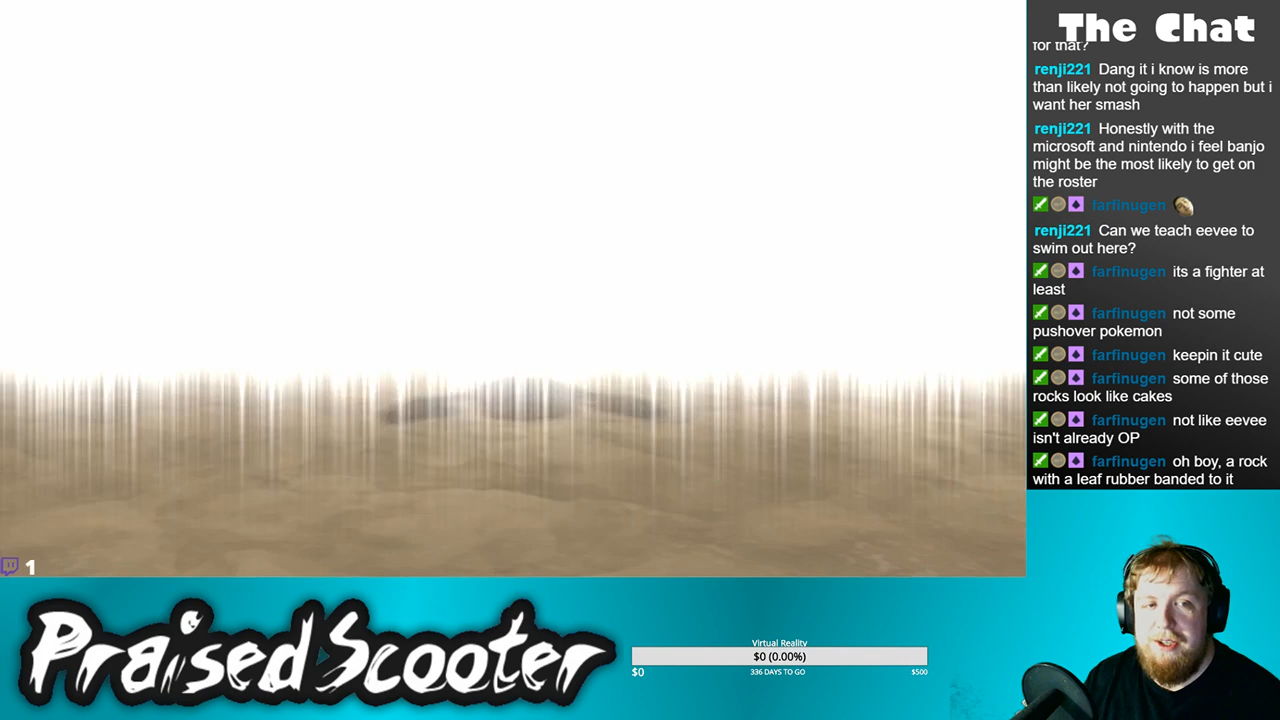 The Chat
for that?
renji221 Dang it i know is more
than likely not going to happen but i
want her smash
renji221 Honestly with the
microsoft and nintendo i feel banjo
might be the most likely to get on
the roster
farfinugen
renji221 Can we teach eevee to
swim out here?
farfinugen its a fighter at
least
farfinugen not some
pushover pokemon
farfinugen keepin it cute
farfinugen some of those
rocks look like cakes
farfinugen not like eevee
isn't already OP
farfinugen oh boy, a rock
with a leaf rubber banded to it
1
PraisedScooter
Virtual Reality
$0 (0.00%)
$0 336 DAYS TO GO $500